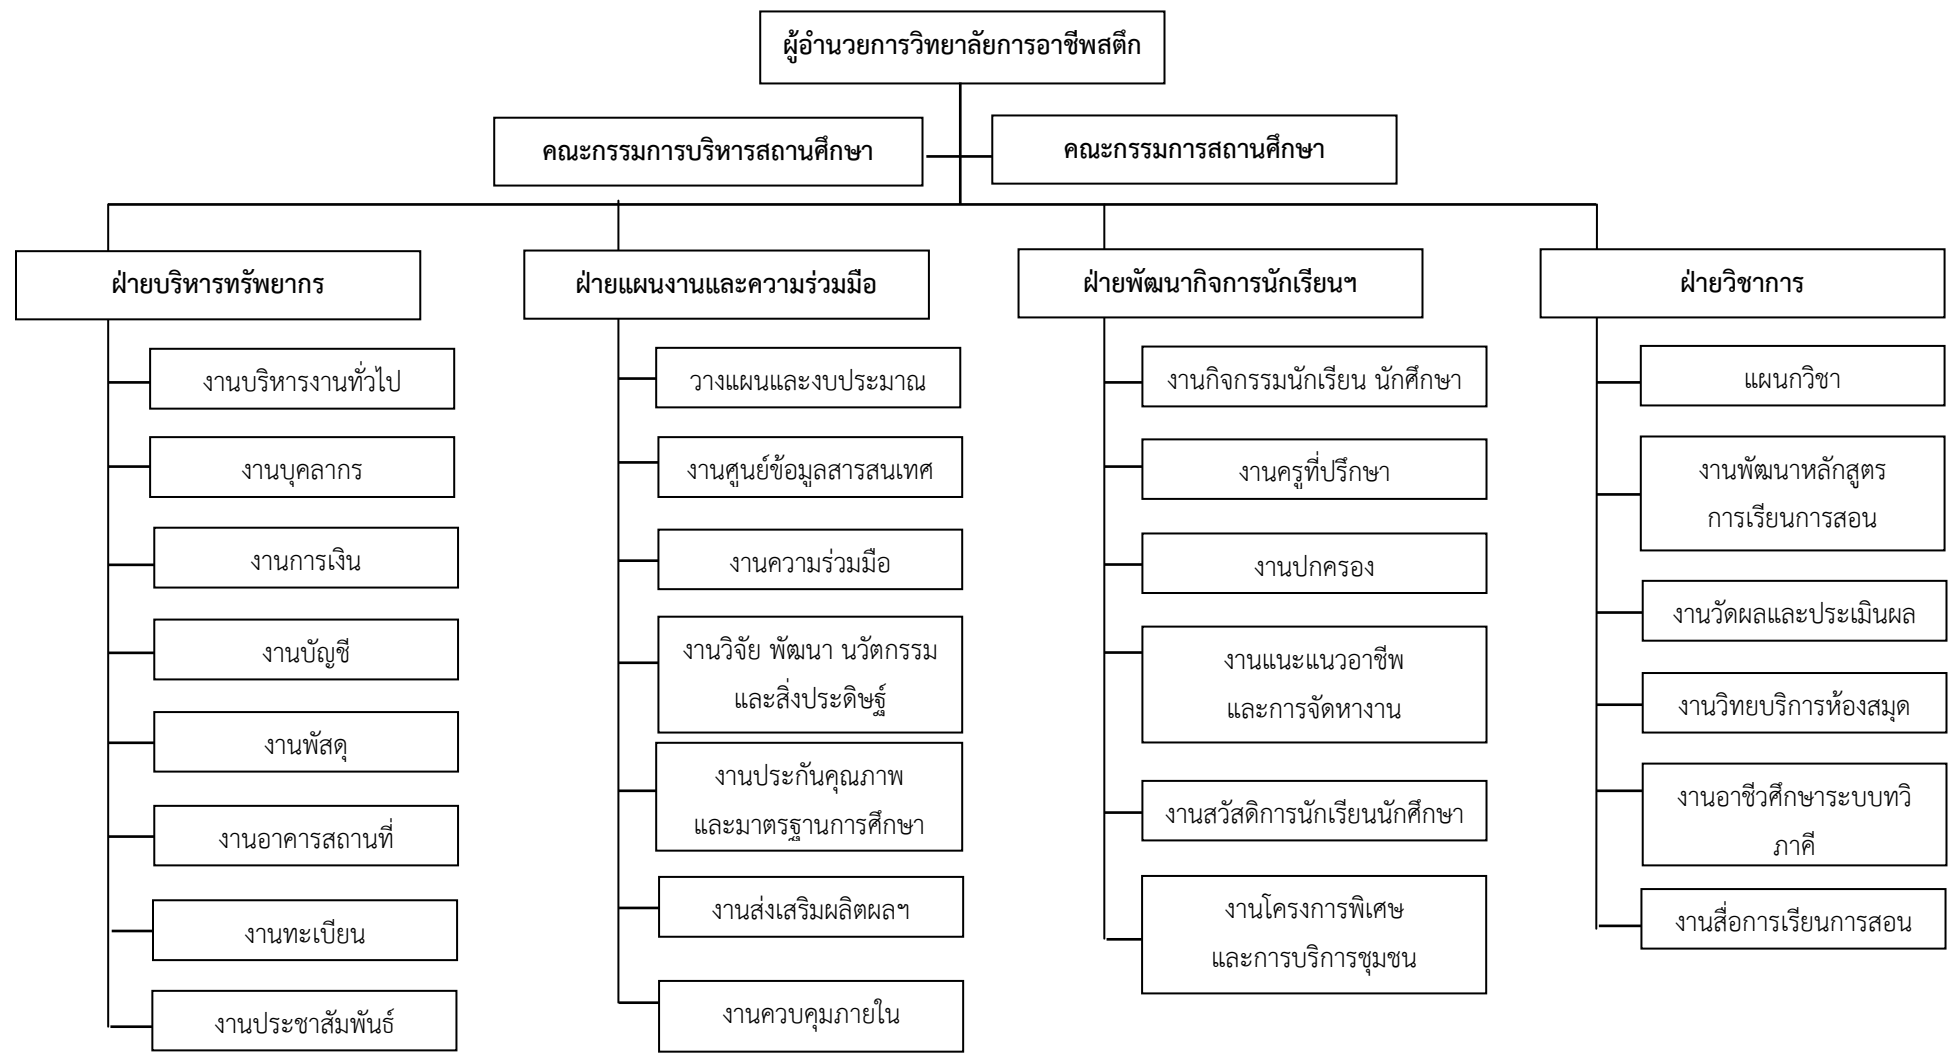 ผู้อำนวยการวิทยาลัยการอาชีพสตึก
คณะกรรมการบริหารสถานศึกษา
คณะกรรมการสถานศึกษา
ฝ่ายบริหารทรัพยากร
งานบริหารงานทั่วไป
งานบุคลากร
งานการเงิน
งานบัญชี
งานพัสดุ
งานอาคารสถานที่
งานทะเบียน
งานประชาสัมพันธ์
ฝ่ายแผนงานและความร่วมมือ
วางแผนและงบประมาณ
งานศูนย์ข้อมูลสารสนเทศ
งานความร่วมมือ
งานวิจัย พัฒนา นวัตกรรม
และสิ่งประดิษฐ์
งานประกันคุณภาพ
และมาตรฐานการศึกษา
งานส่งเสริมผลิตผลฯ
งานควบคุมภายใน
ฝ่ายพัฒนากิจการนักเรียนฯ
งานกิจกรรมนักเรียน นักศึกษา
งานครูที่ปรึกษา
งานปกครอง
งานแนะแนวอาชีพ
และการจัดหางาน
งานสวัสดิการนักเรียนนักศึกษา
งานโครงการพิเศษ
และการบริการชุมชน
ฝ่ายวิชาการ
แผนกวิชา
งานพัฒนาหลักสูตร
การเรียนการสอน
งานวัดผลและประเมินผล
งานวิทยบริการห้องสมุด
งานอาชีวศึกษาระบบทวิ
ภาคี
งานสื่อการเรียนการสอน